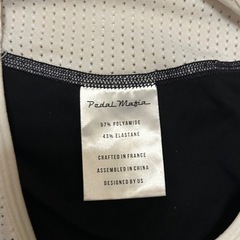 Pedal Mafia
57% POLYAMIDE
43% ELASTANE
CRAFTED IN FRANCE
ASSEMBLED IN CHINA
DESIGNED BY US